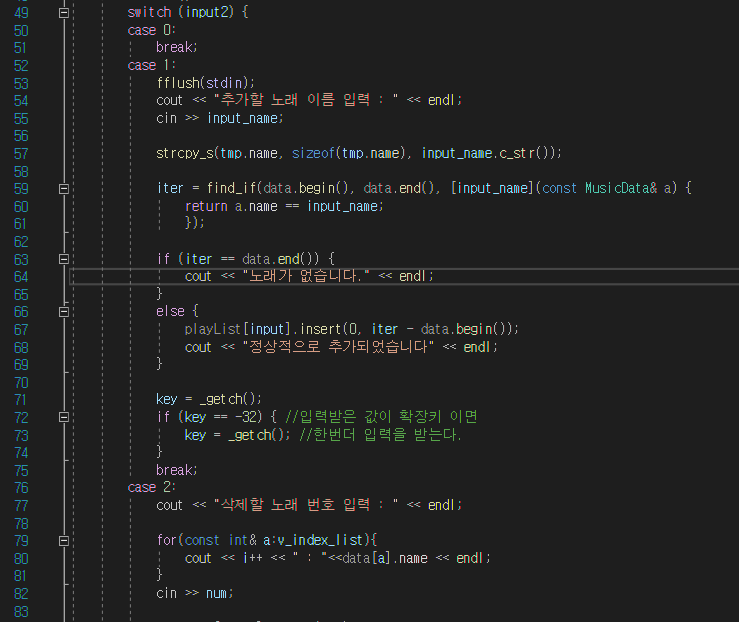 49 switch (input2) {
50 case 0:
51 break;
52 case 1:
53 fflush(stdin);
54 cout << "추가할 노래 이름 입력 : " << endl;
55 cin >> input_name;
56
57 strcpy_s(tmp.name, sizeof(tmp.name), input_name.c_str());
58
59 iter = find_if(data.begin(), data.end(), [input_name](const MusicData& a) {
60 return a.name == input_name;
61 });
62
63 if (iter == data.end()) {
64 cout << "노래가 없습니다." << endl;
65 }
66 else {
67 playList[input].insert(0, iter - data.begin());
68 cout << "정상적으로 추가되었습니다" << endl;
69 }
70
71 key = _getch();
72 if (key == -32) { //입력받은 값이 확장키 이면
73 key = _getch(); //한번더 입력을 받는다.
74 }
75 break;
76 case 2:
77 cout << "삭제할 노래 번호 입력 : " << endl;
78
79 for(const int& a:v_index_list){
80 cout << i++ << " : "<<data[a].name << endl;
81 }
82 cin >> num;
83